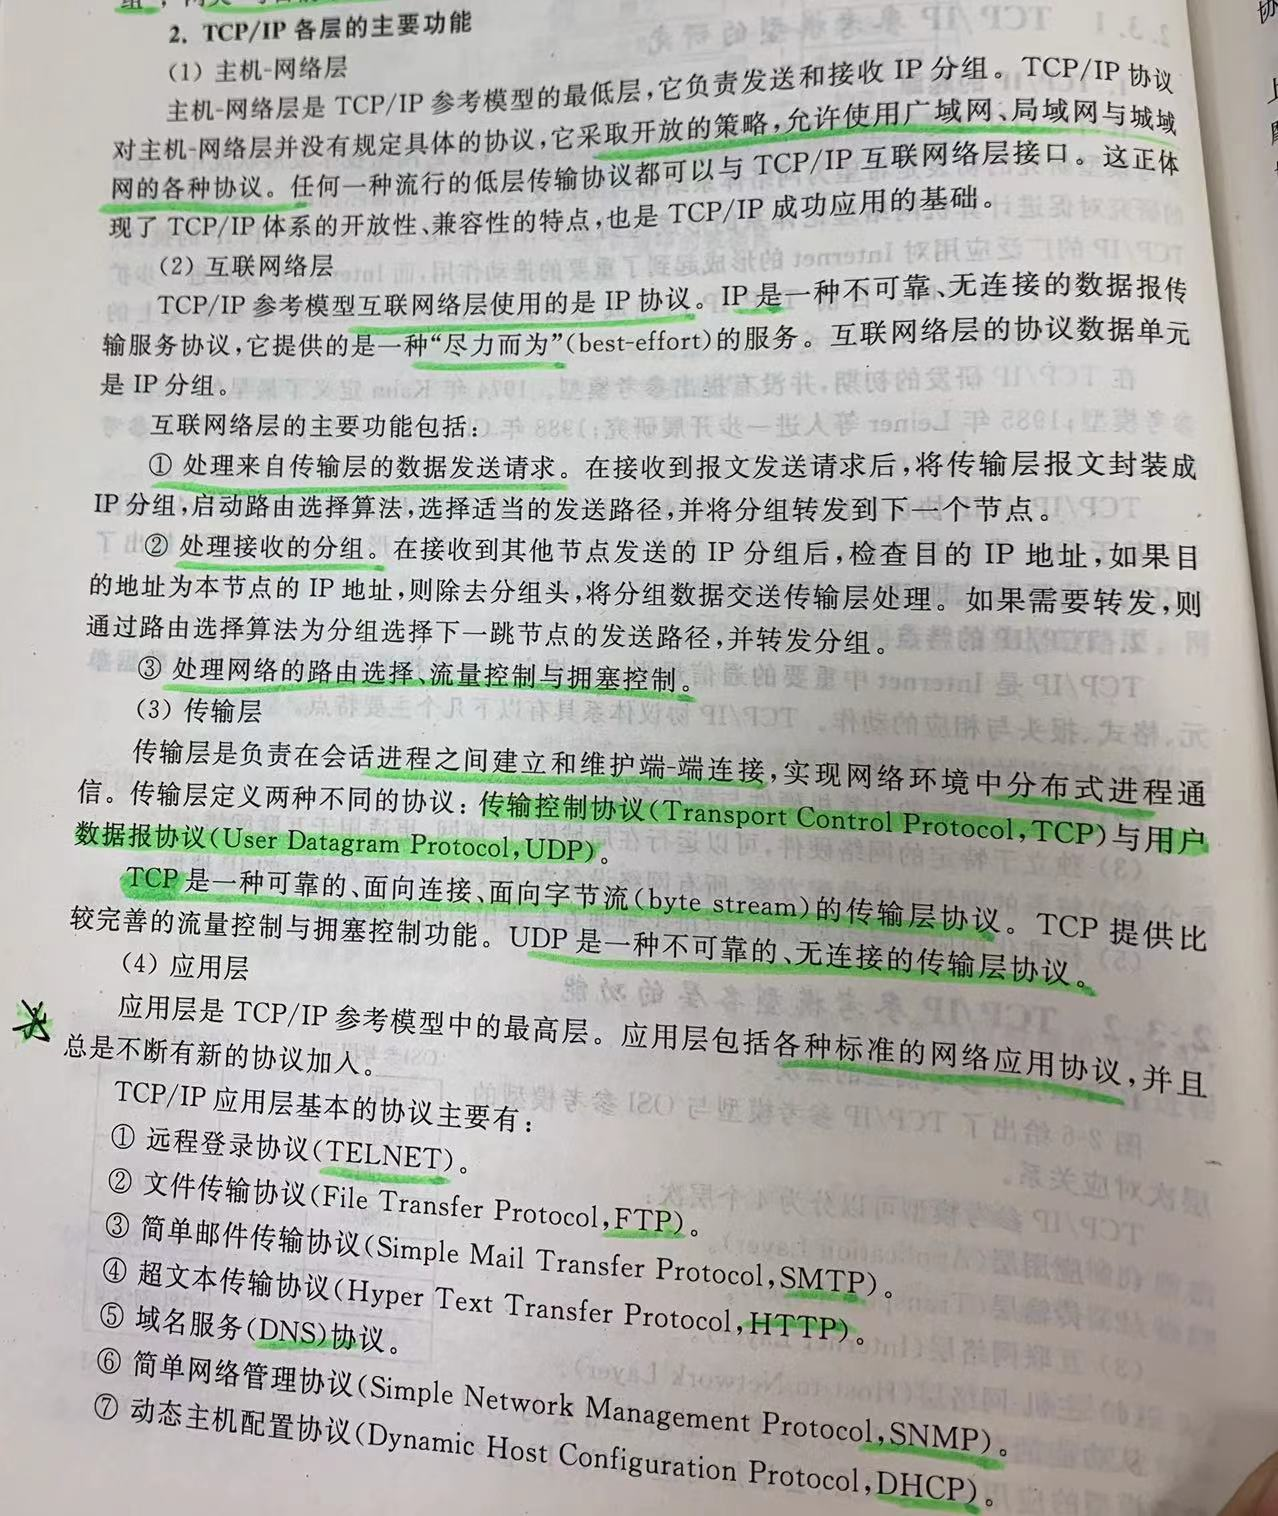 2. TCP/IP 各层的主要功能
(1) 主机-网络层
主机-网络层是 TCP/IP 参考模型的最低层,它负责发送和接收 IP 分组。TCP/IP 协议
对主机-网络层并没有规定具体的协议,它采取开放的策略,允许使用广域网、局域网与城域
网的各种协议。任何一种流行的低层传输协议都可以与 TCP/IP 互联网络层接口。这正体
现了 TCP/IP 体系的开放性、兼容性的特点,也是 TCP/IP 成功应用的基础。
(2) 互联网络层
TCP/IP 参考模型互联网络层使用的是 IP 协议。IP 是一种不可靠、无连接的数据报传
输服务协议,它提供的是一种“尽力而为”(best-effort)的服务。互联网络层的协议数据单元
是 IP 分组。
互联网络层的主要功能包括:
① 处理来自传输层的数据发送请求。在接收到报文发送请求后,将传输层报文封装成
IP 分组,启动路由选择算法,选择适当的发送路径,并将分组转发到下一个节点。
② 处理接收的分组。在接收到其他节点发送的 IP 分组后,检查目的 IP 地址,如果目
的地址为本节点的 IP 地址,则除去分组头,将分组数据交送传输层处理。如果需要转发,则
通过路由选择算法为分组选择下一跳节点的发送路径,并转发分组。
③ 处理网络的路由选择、流量控制与拥塞控制。
(3) 传输层
传输层是负责在会话进程之间建立和维护端-端连接,实现网络环境中分布式进程通
信。传输层定义两种不同的协议:传输控制协议(Transport Control Protocol,TCP)与用户
数据报协议(User Datagram Protocol,UDP)。
TCP 是一种可靠的、面向连接、面向字节流(byte stream)的传输层协议。TCP 提供比
较完善的流量控制与拥塞控制功能。UDP 是一种不可靠的、无连接的传输层协议。
(4) 应用层
应用层是 TCP/IP 参考模型中的最高层。应用层包括各种标准的网络应用协议,并且
总是不断有新的协议加入。
TCP/IP 应用层基本的协议主要有:
① 远程登录协议(TELNET)。
② 文件传输协议(File Transfer Protocol,FTP)。
③ 简单邮件传输协议(Simple Mail Transfer Protocol,SMTP)。
④ 超文本传输协议(Hyper Text Transfer Protocol,HTTP)。
⑤ 域名服务(DNS)协议。
⑥ 简单网络管理协议(Simple Network Management Protocol,SNMP)。
⑦ 动态主机配置协议(Dynamic Host Configuration Protocol,DHCP)。